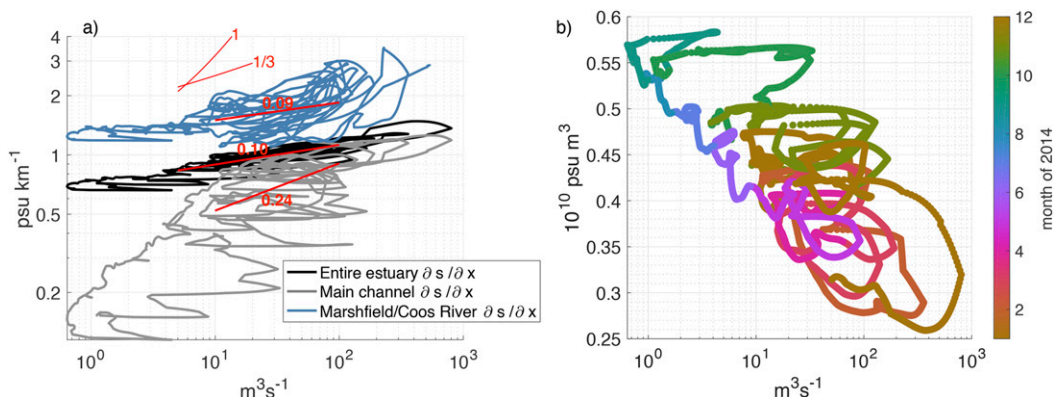 a)
4
3
2
1
0.5
0.2
psu km⁻¹
1
1/3
0.09
0.10
0.24
Entire estuary ∂ s /∂ x
Main channel ∂ s /∂ x
Marshfield/Coos River ∂ s /∂ x
10⁰ 10¹ 10² 10³
m³s⁻¹
b)
0.6
0.55
0.5
0.45
0.4
0.35
0.3
0.25
10¹⁰ psu m³
10⁰ 10¹ 10² 10³
m³s⁻¹
12
10
8
6
4
2
month of 2014